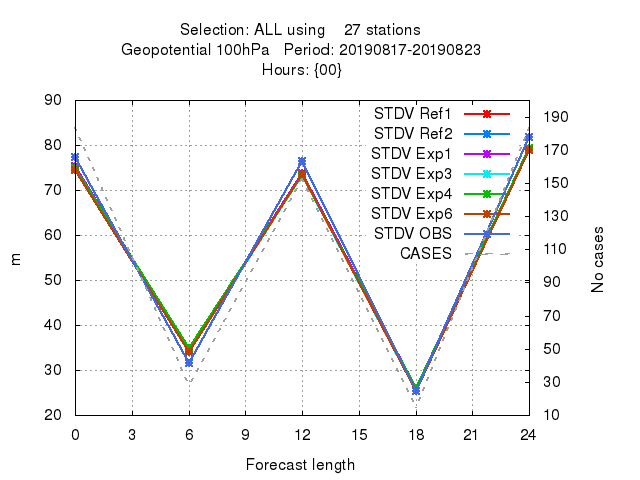 Selection: ALL using    27 stations
Geopotential 100hPa   Period: 20190817-20190823
Hours: {00}
90
80
70
60
50
40
30
20
m
190
170
150
130
110
90
70
50
30
10
No cases
STDV Ref1
STDV Ref2
STDV Exp1
STDV Exp3
STDV Exp4
STDV Exp6
STDV OBS
CASES
0 3 6 9 12 15 18 21 24
Forecast length